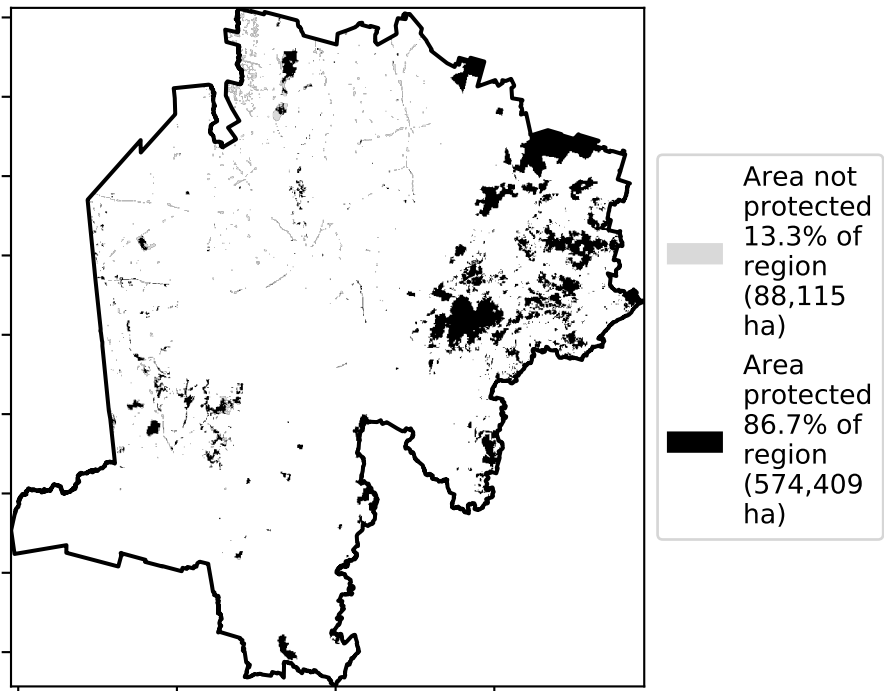 Area not
protected
13.3% of
region
(88,115
ha)
Area
protected
86.7% of
region
(574,409
ha)